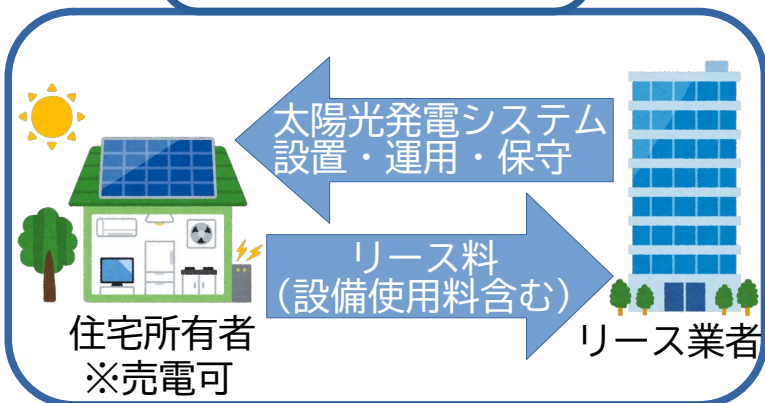 太陽光発電システム
設置・運用・保守
リース料
（設備使用料含む）
住宅所有者
※売電可
リース業者